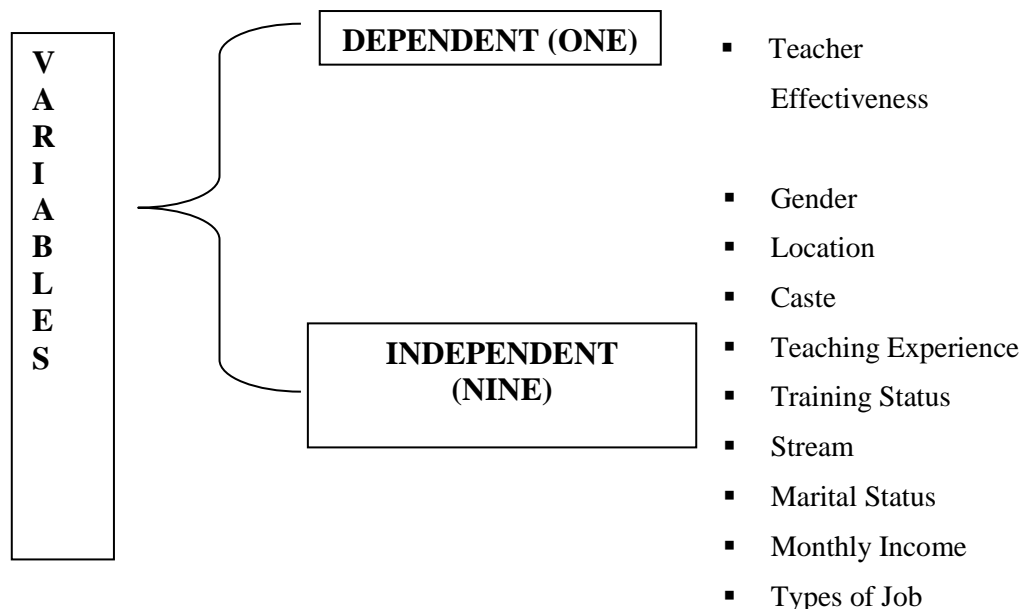 VARIABLES
DEPENDENT (ONE)
▪ Teacher
Effectiveness
INDEPENDENT
(NINE)
▪ Gender
▪ Location
▪ Caste
▪ Teaching Experience
▪ Training Status
▪ Stream
▪ Marital Status
▪ Monthly Income
▪ Types of Job